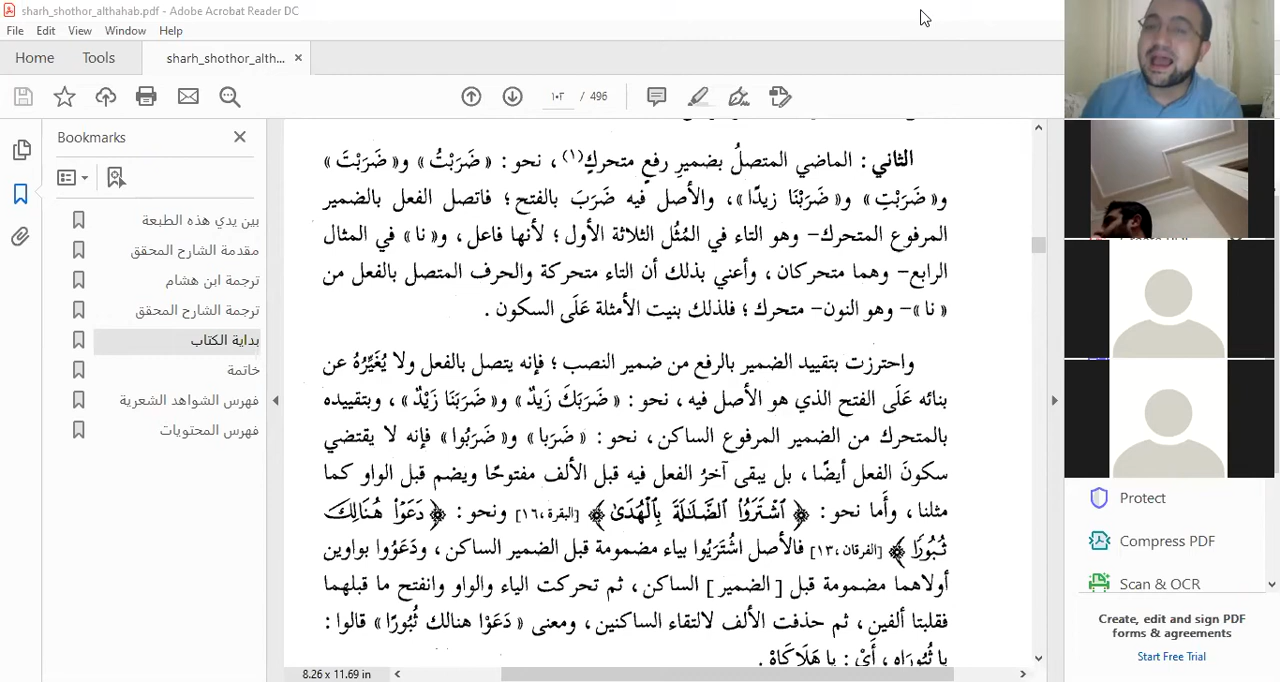 sharh_shothor_althahab.pdf - Adobe Acrobat Reader DC
File Edit View Window Help
Home Tools sharh_shothor_alth... ×
١٠٣ / 496
Bookmarks
بين يدي هذه الطبعة
مقدمة الشارح المحقق
ترجمة ابن هشام
ترجمة الشارح المحقق
بداية الكتاب
خاتمة
فهرس الشواهد الشعرية
فهرس المحتويات
الثاني : الماضي المتصلُ بضميرِ رفعٍ متحركٍ(١) ، نحو : «ضَرَبْتُ» و«ضَرَبْتَ»
و«ضَرَبْتِ» و«ضَرَبْنَا زيدًا»، والأصل فيه ضَرَبَ بالفتح ؛ فاتصل الفعل بالضمير
المرفوع المتحرك– وهو التاء في المُثُل الثلاثة الأول ؛ لأنها فاعل ، و«نا» في المثال
الرابع– وهما متحركان ، وأعني بذلك أن التاء متحركة والحرف المتصل بالفعل من
«نا»– وهو النون– متحرك ؛ فلذلك بنيت الأمثلة عَلَى السكون .
واحترزت بتقييد الضمير بالرفع من ضمير النصب ؛ فإنه يتصل بالفعل ولا يُغَيِّرُهُ عن
بنائه عَلَى الفتح الذي هو الأصل فيه ، نحو : «ضَرَبَكَ زَيدٌ» و«ضَرَبَنَا زَيْدٌ» ، وبتقييده
بالمتحرك من الضمير المرفوع الساكن ، نحو : «ضَرَبا» و«ضَرَبُوا» فإنه لا يقتضي
سكونَ الفعل أيضًا ، بل يبقى آخرُ الفعل فيه قبل الألف مفتوحًا ويضم قبل الواو كما
مثلنا ، وأَما نحو : ﴿ ٱشْتَرَوُاْ ٱلضَّلَٰلَةَ بِٱلْهُدَىٰ ﴾ [البقرة ،١٦] ونحو : ﴿ دَعَوْاْ هُنَالِكَ
ثُبُورًا ﴾ [الفرقان ،١٣] فالأصل اشْتَرَيُوا بياء مضمومة قبل الضمير الساكن ، ودَعَوُوا بواوين
أولاهما مضمومة قبل [الضمير] الساكن ، ثم تحركت الياء والواو وانفتح ما قبلهما
فقلبتا ألفين ، ثم حذفت الألف لالتقاء الساكنين ، ومعنى «دَعَوْا هنالك ثُبُورًا» قالوا :
يا ثُبُورَاه ، أَيْ : يا هَلَاكَاهْ .
8.26 x 11.69 in
Protect
Compress PDF
Scan & OCR
Create, edit and sign PDF
forms & agreements
Start Free Trial